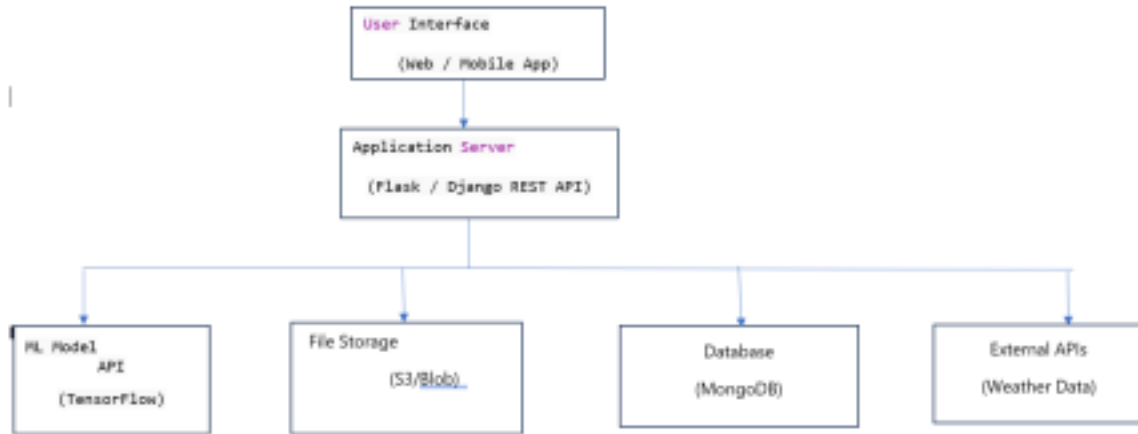 User Interface
(Web / Mobile App)
Application Server
(Flask / Django REST API)
ML Model
API
(TensorFlow)
File Storage
(S3/Blob)
Database
(MongoDB)
External APIs
(Weather Data)